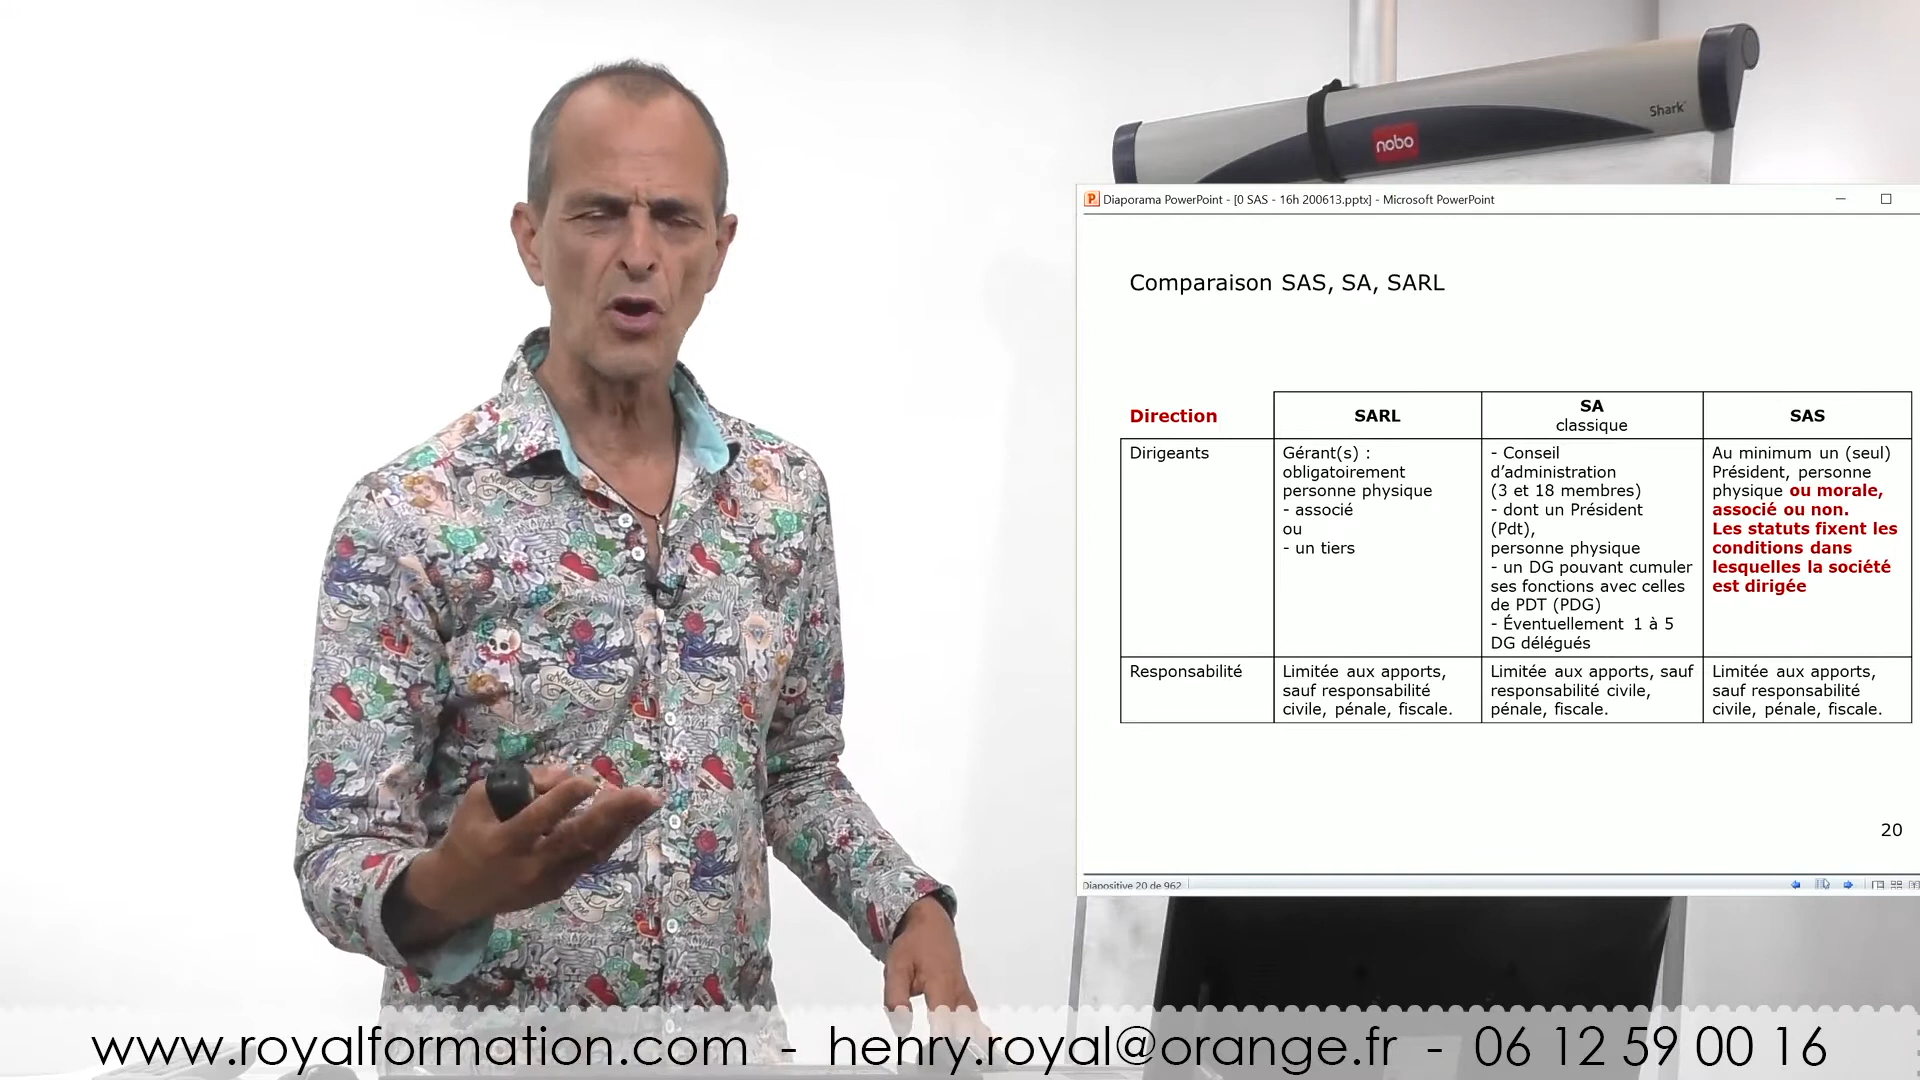 Shark
nobo
Diaporama PowerPoint - [0 SAS - 16h 200613.pptx] - Microsoft PowerPoint
Comparaison SAS, SA, SARL
Direction
SARL
SA
classique
SAS
Dirigeants
Gérant(s) :
obligatoirement
personne physique
- associé
ou
- un tiers
- Conseil
d'administration
(3 et 18 membres)
- dont un Président
(Pdt),
personne physique
- un DG pouvant cumuler
ses fonctions avec celles
de PDT (PDG)
- Éventuellement 1 à 5
DG délégués
Au minimum un (seul)
Président, personne
physique ou morale,
associé ou non.
Les statuts fixent les
conditions dans
lesquelles la société
est dirigée
Responsabilité
Limitée aux apports,
sauf responsabilité
civile, pénale, fiscale.
Limitée aux apports, sauf
responsabilité civile,
pénale, fiscale.
Limitée aux apports,
sauf responsabilité
civile, pénale, fiscale.
20
Diapositive 20 de 962
www.royalformation.com - henry.royal@orange.fr - 06 12 59 00 16